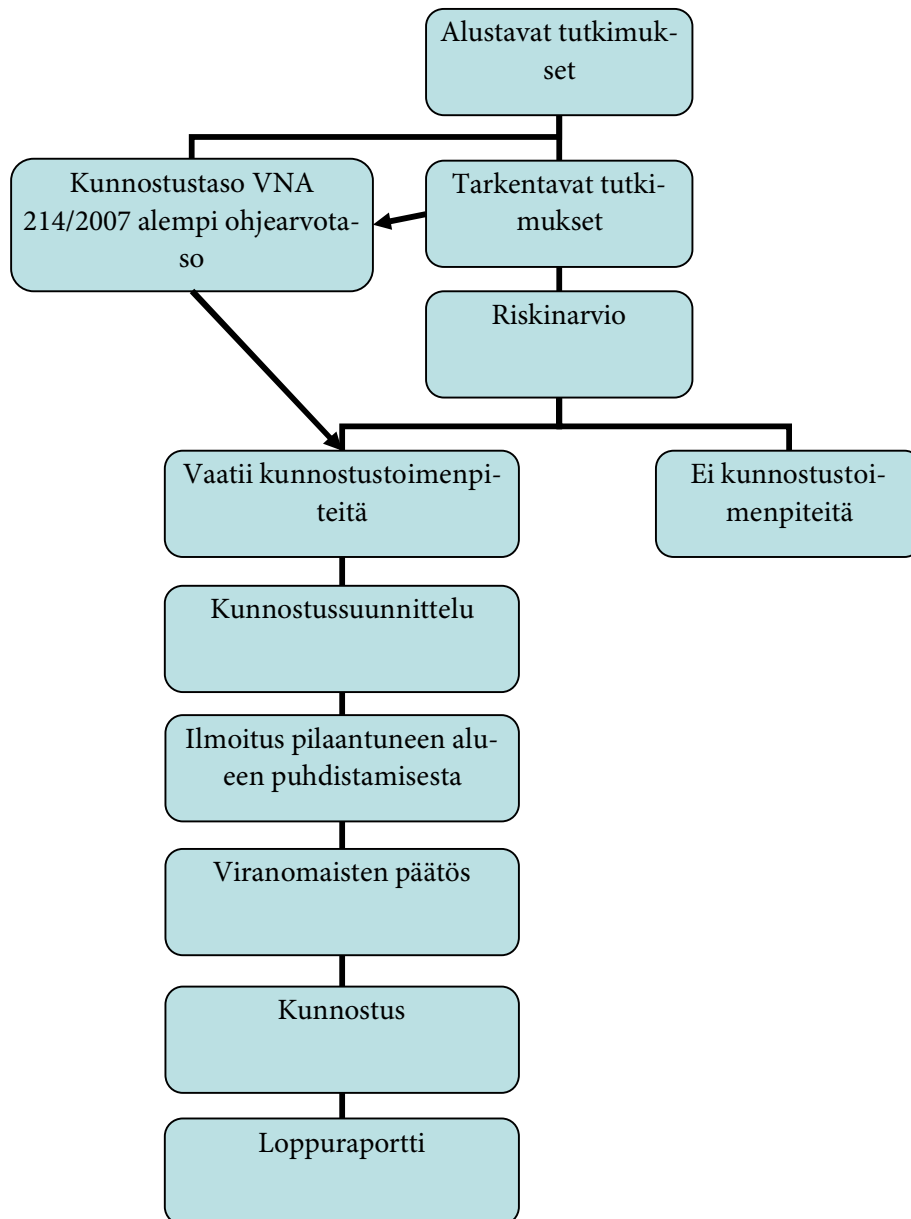 Alustavat tutkimuk-
set
Kunnostustaso VNA
214/2007 alempi ohjearvota-
so
Tarkentavat tutki-
mukset
Riskinarvio
Vaatii kunnostustoimenpi-
teitä
Ei kunnostustoi-
menpiteitä
Kunnostussuunnittelu
Ilmoitus pilaantuneen alu-
een puhdistamisesta
Viranomaisten päätös
Kunnostus
Loppuraportti